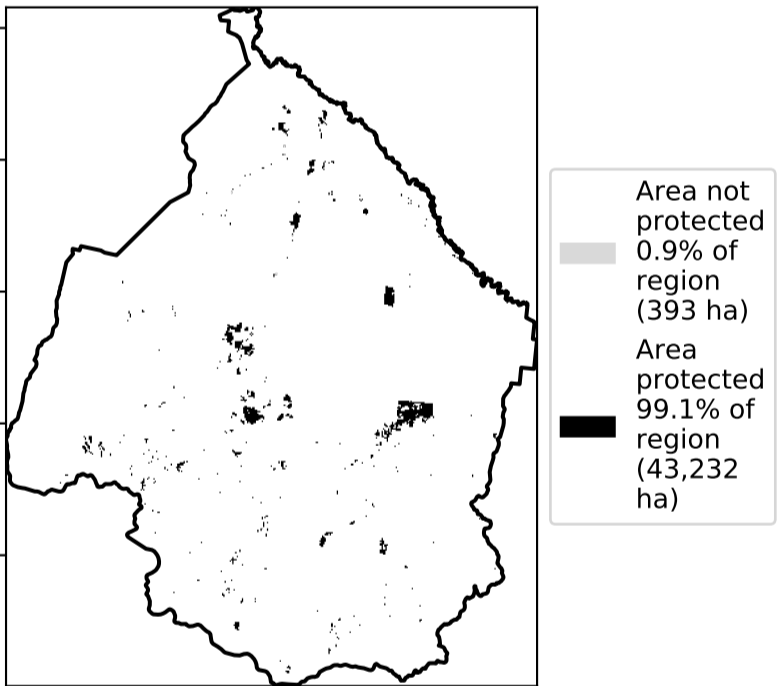 Area not
protected
0.9% of
region
(393 ha)
Area
protected
99.1% of
region
(43,232
ha)